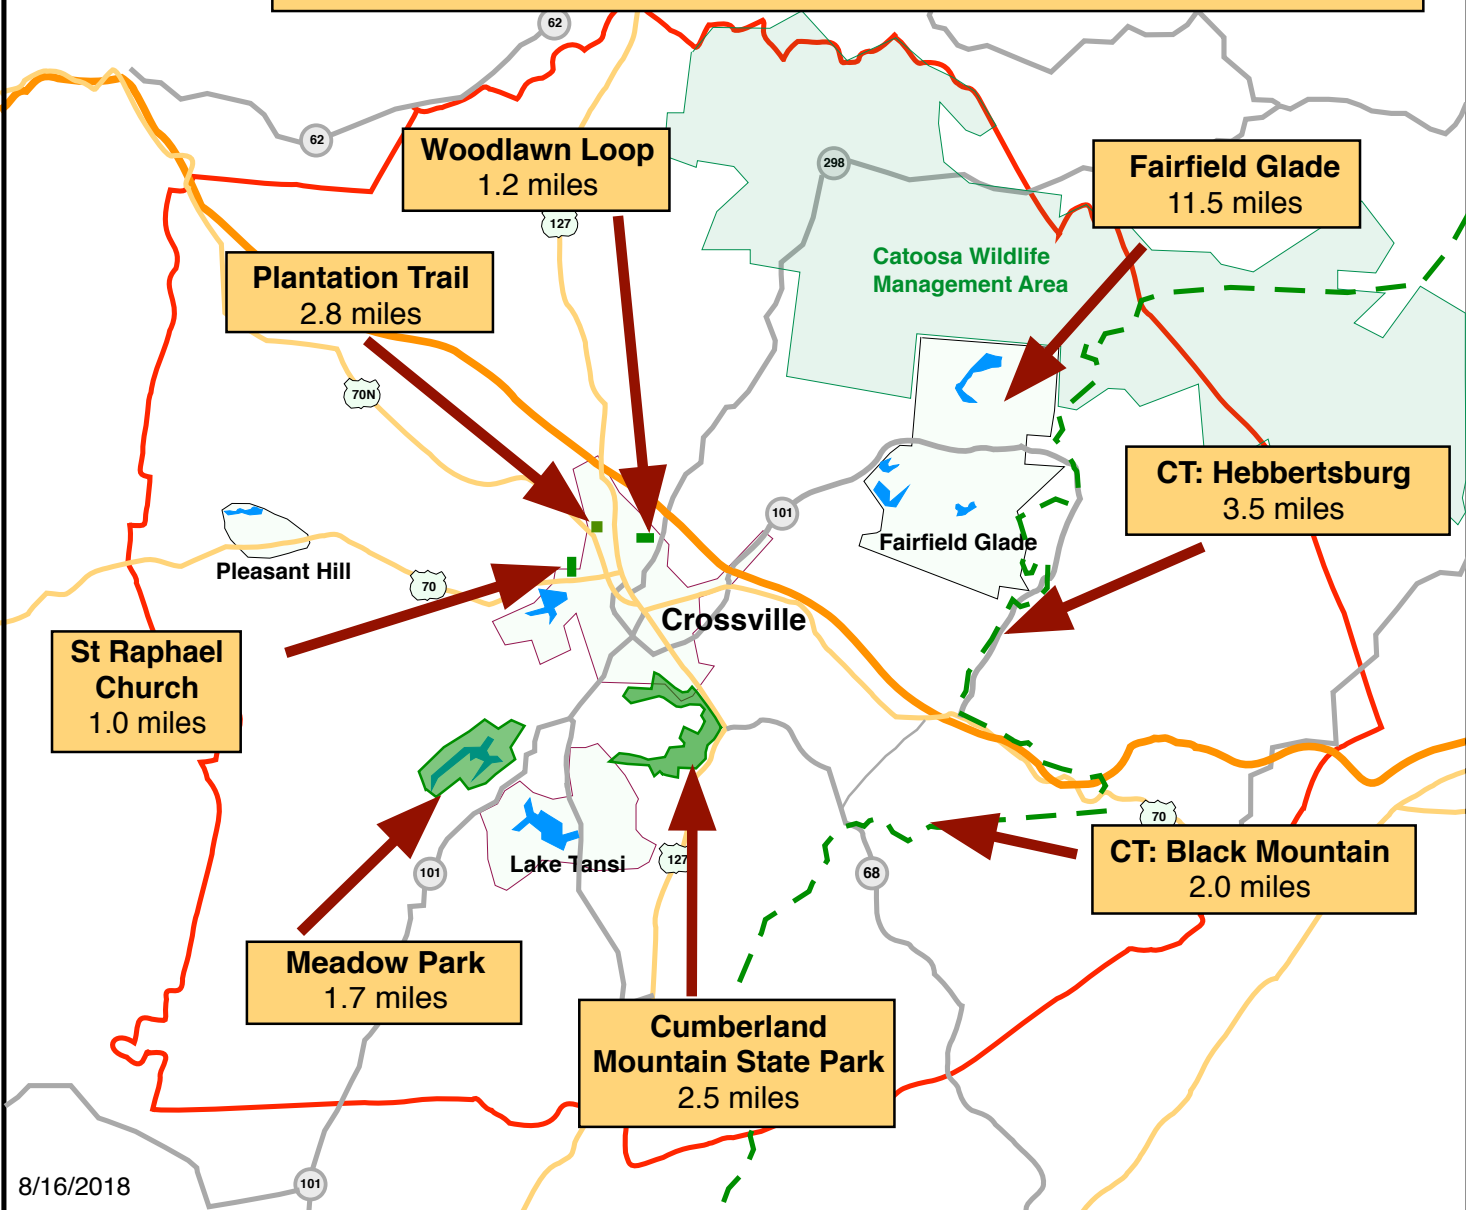 62
62
Woodlawn Loop
1.2 miles
298
Fairfield Glade
11.5 miles
127
Catoosa Wildlife
Management Area
Plantation Trail
2.8 miles
70N
CT: Hebbertsburg
3.5 miles
101
Fairfield Glade
Pleasant Hill
70
Crossville
St Raphael
Church
1.0 miles
70
CT: Black Mountain
2.0 miles
Lake Tansi
127
101
68
Meadow Park
1.7 miles
Cumberland
Mountain State Park
2.5 miles
101
8/16/2018